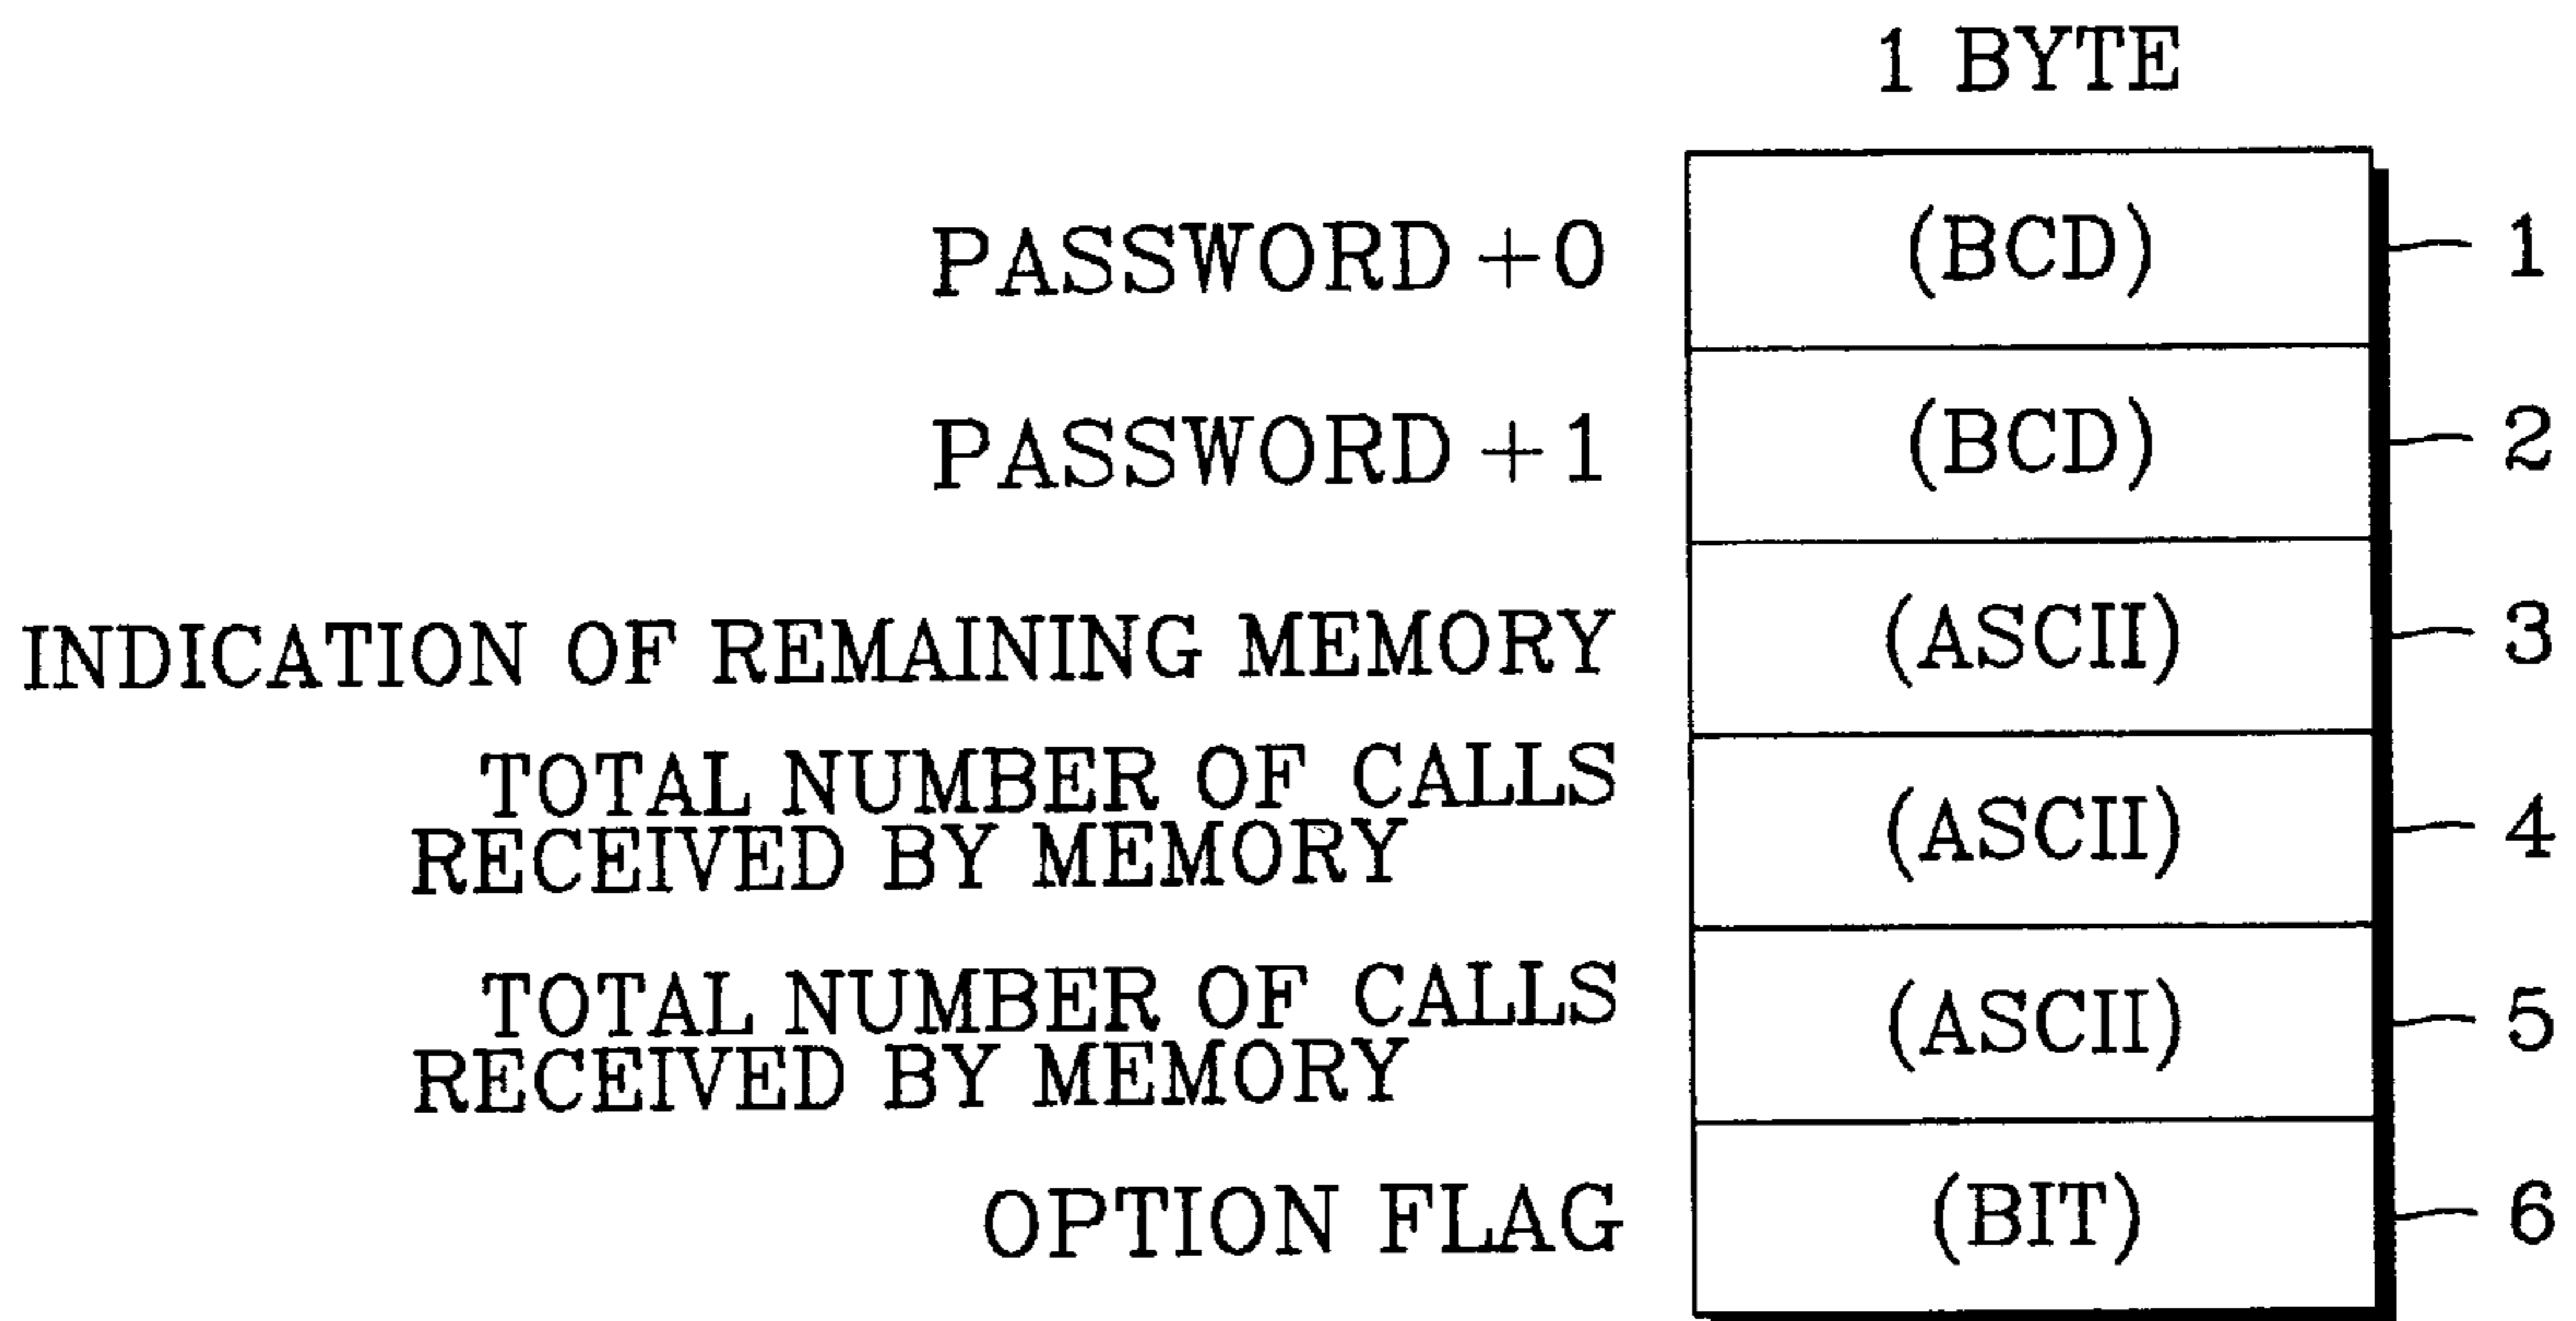 1 BYTE
PASSWORD +0 (BCD) 1
PASSWORD +1 (BCD) 2
INDICATION OF REMAINING MEMORY (ASCII) 3
TOTAL NUMBER OF CALLS
RECEIVED BY MEMORY (ASCII) 4
TOTAL NUMBER OF CALLS
RECEIVED BY MEMORY (ASCII) 5
OPTION FLAG (BIT) 6